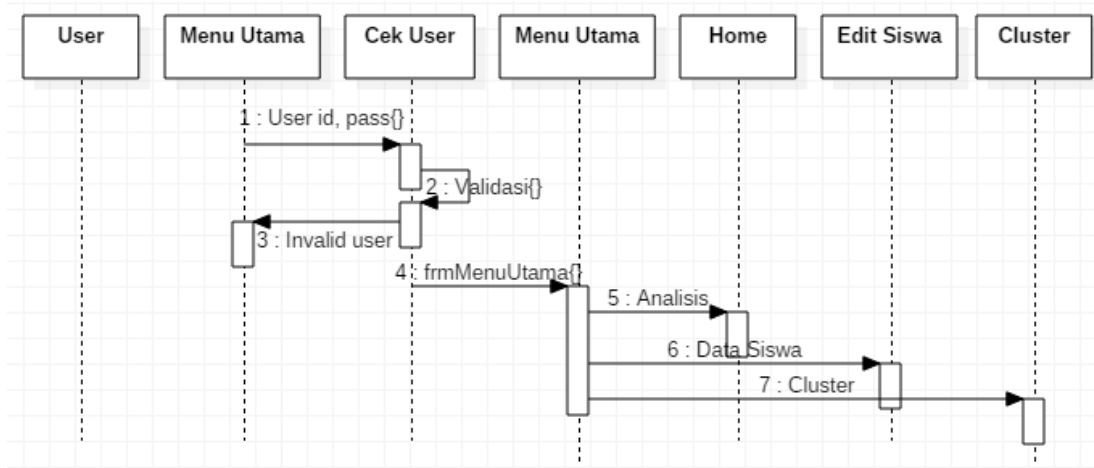 User
Menu Utama
Cek User
Menu Utama
Home
Edit Siswa
Cluster
1 : User id, pass{}
2 : Validasi{}
3 : Invalid user
4 : frmMenuUtama{}
5 : Analisis
6 : Data Siswa
7 : Cluster